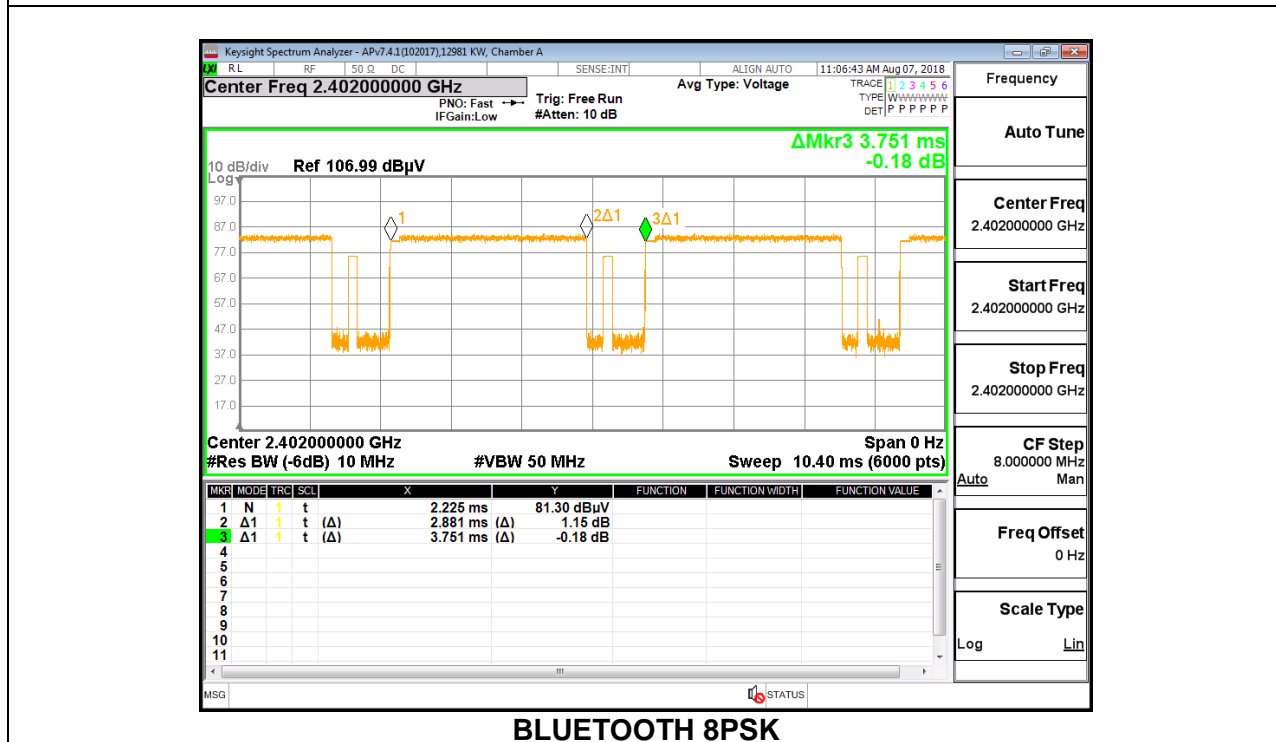 Keysight Spectrum Analyzer - APv7.4.1(102017),12981 KW, Chamber A
LXI RL RF 50 Ω DC SENSE:INT ALIGN AUTO 11:06:43 AM Aug 07, 2018
Center Freq 2.402000000 GHz
PNO: Fast
IFGain:Low
Trig: Free Run
#Atten: 10 dB
Avg Type: Voltage
TRACE 1 2 3 4 5 6
TYPE WWWWWW
DET P P P P P P
ΔMkr3 3.751 ms
-0.18 dB
10 dB/div Ref 106.99 dBµV
Log
97.0
87.0
77.0
67.0
57.0
47.0
37.0
27.0
17.0
1
2Δ1
3Δ1
Center 2.402000000 GHz Span 0 Hz
#Res BW (-6dB) 10 MHz #VBW 50 MHz Sweep 10.40 ms (6000 pts)
MKR MODE TRC SCL X Y FUNCTION FUNCTION WIDTH FUNCTION VALUE
1 N 1 t 2.225 ms 81.30 dBµV
2 Δ1 1 t (Δ) 2.881 ms (Δ) 1.15 dB
3 Δ1 1 t (Δ) 3.751 ms (Δ) -0.18 dB
4
5
6
7
8
9
10
11
MSG STATUS
Frequency
Auto Tune
Center Freq
2.402000000 GHz
Start Freq
2.402000000 GHz
Stop Freq
2.402000000 GHz
CF Step
8.000000 MHz
Auto Man
Freq Offset
0 Hz
Scale Type
Log Lin
BLUETOOTH 8PSK